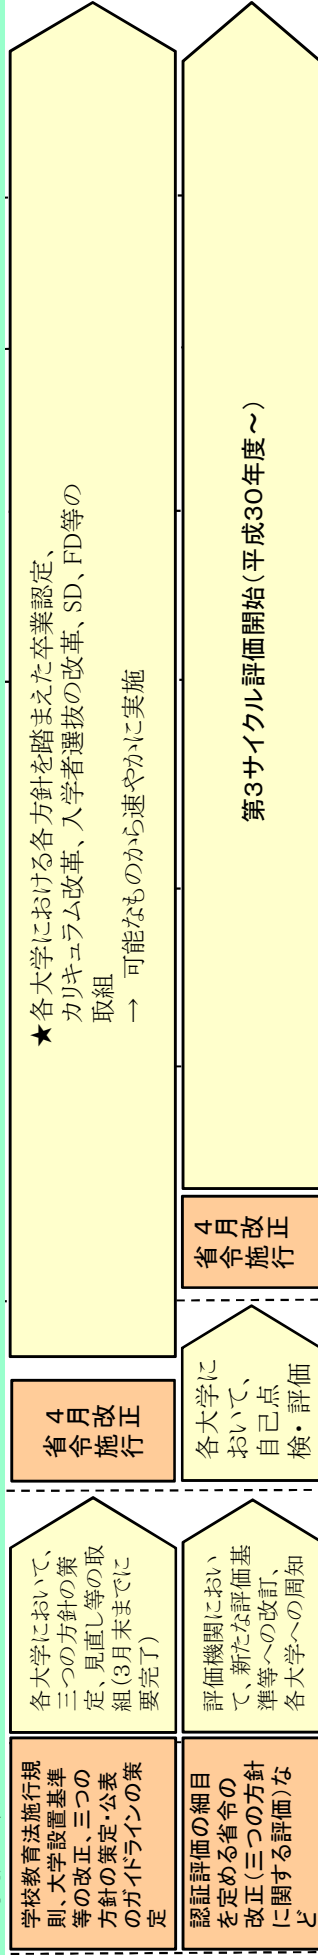 学校教育法施行規
則、大学設置基準
等の改正、三つの
方針の策定・公表
のガイドラインの策
定
各大学において、
三つの方針の策
定、見直し等の取
組(3月末までに
要完了)
4月
省令改正
施行
★各大学における各方針を踏まえた卒業認定、
カリキュラム改革、入学者選抜の改革、SD、FD等の
取組
→ 可能なものから速やかに実施
認証評価の細目
を定める省令の
改正(三つの方針
に関する評価)な
ど
評価機関におい
て、新たな評価基
準等への改訂、
各大学への周知
各大学に
おいて、
自己点
検・評価
4月
省令改正
施行
第3サイクル評価開始(平成30年度~)